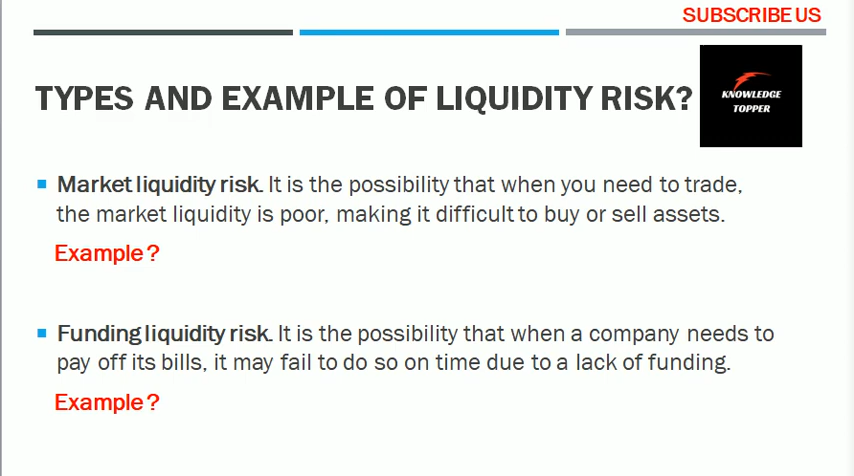 SUBSCRIBE US
TYPES AND EXAMPLE OF LIQUIDITY RISK?
KNOWLEDGE
TOPPER
Market liquidity risk. It is the possibility that when you need to trade,
the market liquidity is poor, making it difficult to buy or sell assets.
Example?
Funding liquidity risk. It is the possibility that when a company needs to
pay off its bills, it may fail to do so on time due to a lack of funding.
Example?